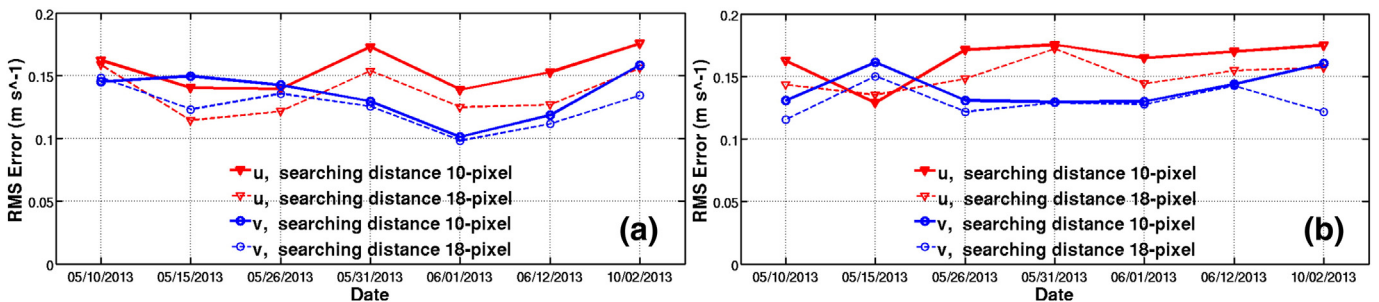 0.2
0.15
0.1
0.05
0
RMS Error (m s^-1)
u, searching distance 10-pixel
u, searching distance 18-pixel
v, searching distance 10-pixel
v, searching distance 18-pixel
(a)
05/10/2013 05/15/2013 05/26/2013 05/31/2013 06/01/2013 06/12/2013 10/02/2013
Date
0.2
0.15
0.1
0.05
0
RMS Error (m s^-1)
u, searching distance 10-pixel
u, searching distance 18-pixel
v, searching distance 10-pixel
v, searching distance 18-pixel
(b)
05/10/2013 05/15/2013 05/26/2013 05/31/2013 06/01/2013 06/12/2013 10/02/2013
Date